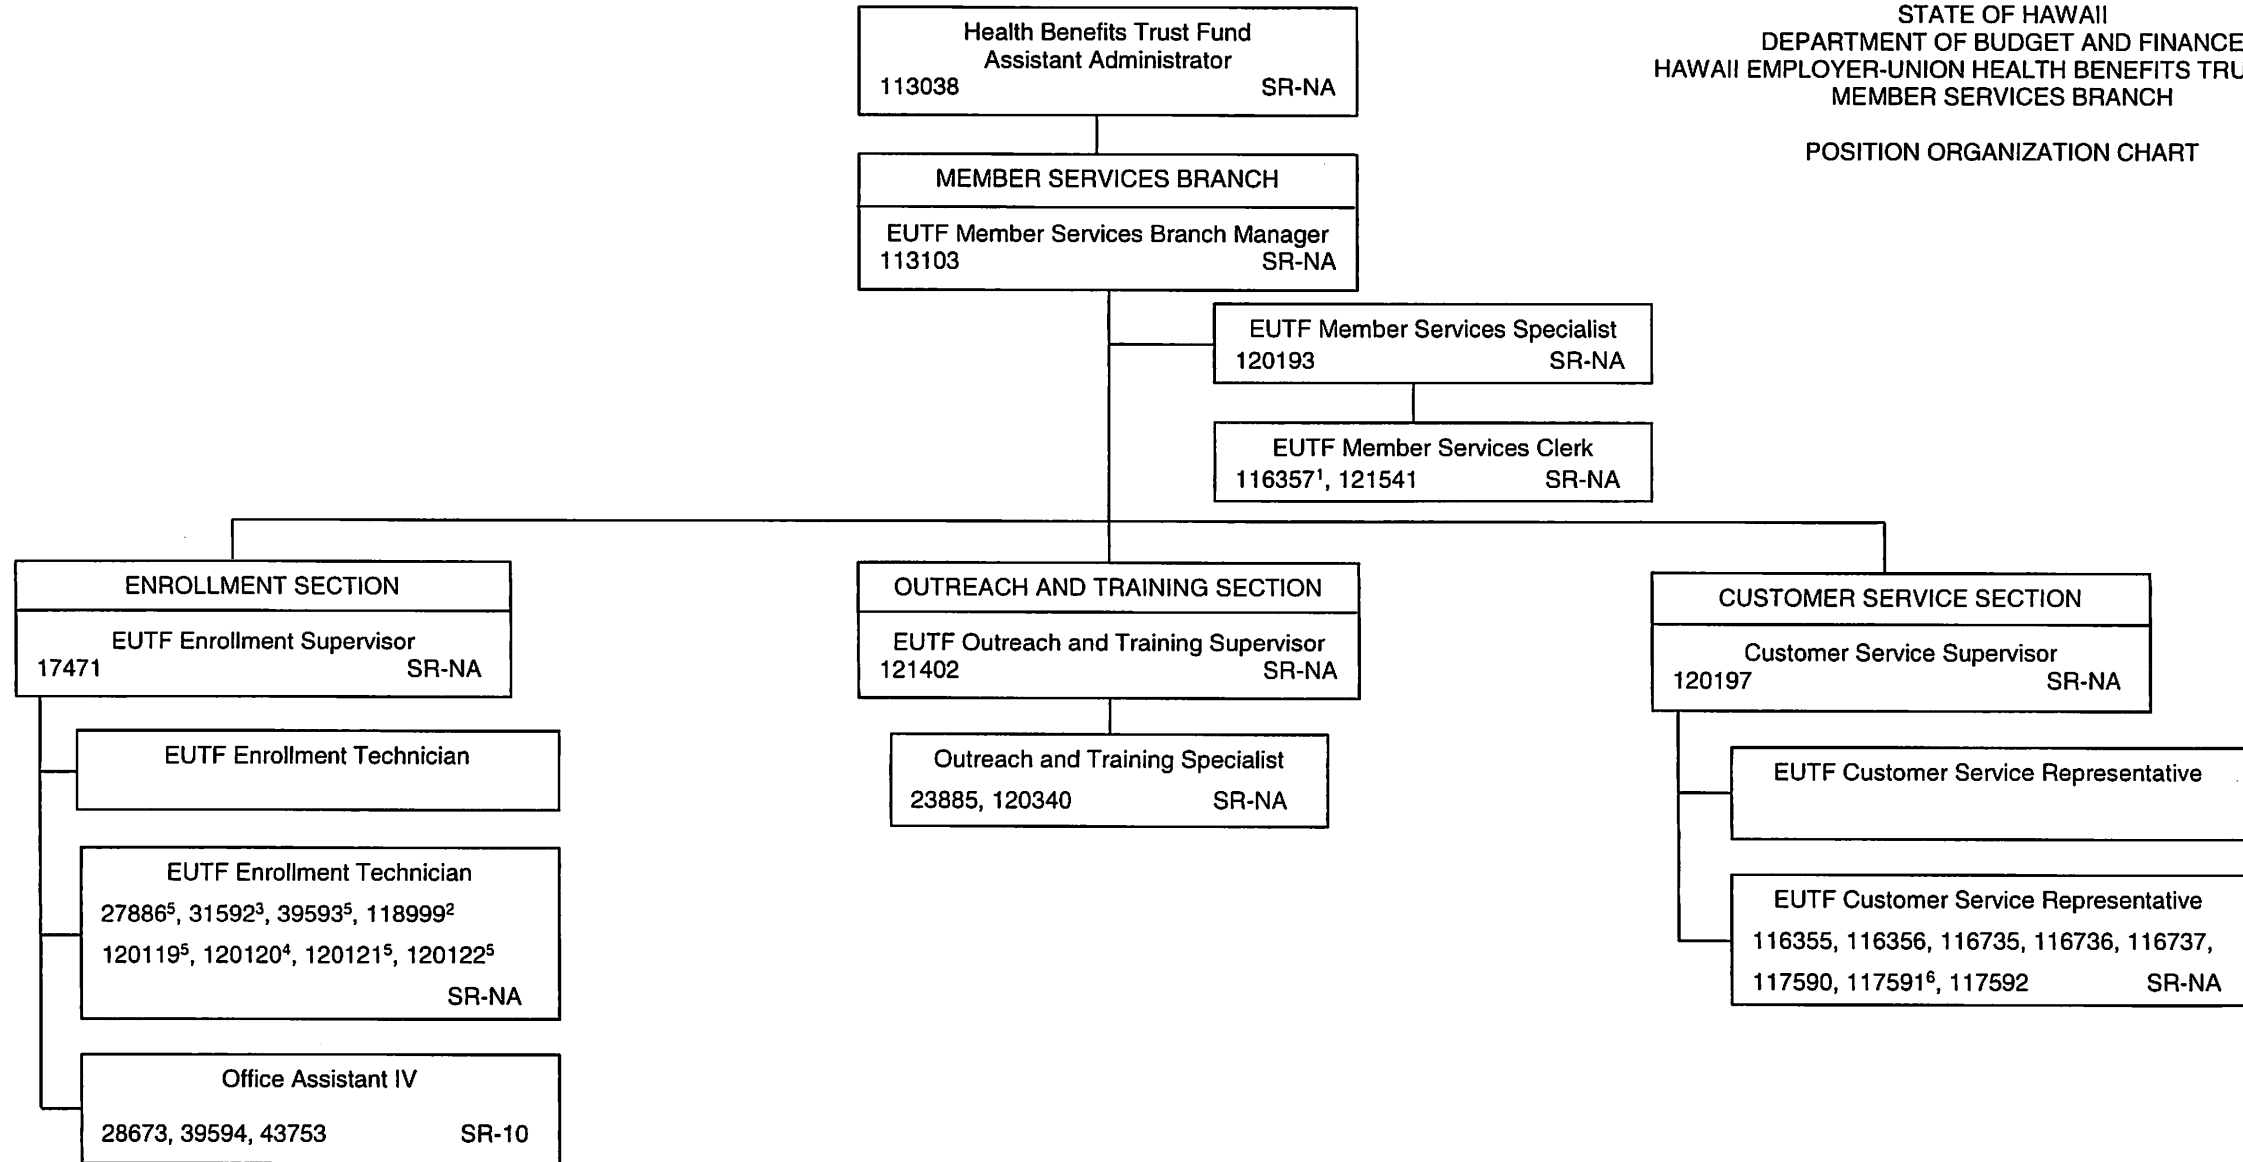 STATE OF HAWAII
DEPARTMENT OF BUDGET AND FINANCE
HAWAII EMPLOYER-UNION HEALTH BENEFITS
MEMBER SERVICES BRANCH
POSITION ORGANIZATION CHART
Health Benefits Trust Fund
Assistant Administrator
113038 SR-NA
MEMBER SERVICES BRANCH
EUTF Member Services Branch Manager
113103 SR-NA
EUTF Member Services Specialist
120193 SR-NA
EUTF Member Services Clerk
116357¹, 121541 SR-NA
ENROLLMENT SECTION
EUTF Enrollment Supervisor
17471 SR-NA
EUTF Enrollment Technician
EUTF Enrollment Technician
27886⁵, 31592³, 39593⁵, 118999²
120119⁵, 120120⁴, 120121⁵, 120122⁵
SR-NA
Office Assistant IV
28673, 39594, 43753 SR-10
OUTREACH AND TRAINING SECTION
EUTF Outreach and Training Supervisor
121402 SR-NA
Outreach and Training Specialist
23885, 120340 SR-NA
CUSTOMER SERVICE SECTION
Customer Service Supervisor
120197 SR-NA
EUTF Customer Service Representative
EUTF Customer Service Representative
116355, 116356, 116735, 116736, 116737,
117590, 117591⁶, 117592 SR-NA